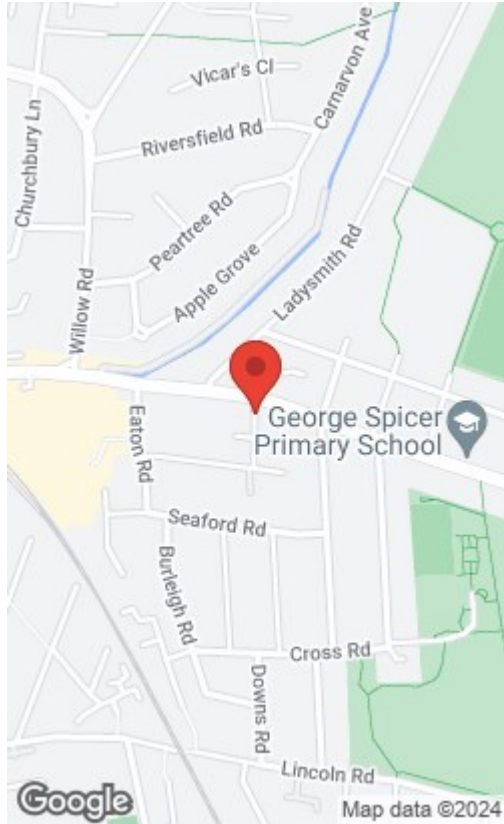 Carnarvon Ave
Vicar's Cl
Churchbury Ln
Riversfield Rd
Peartree Rd
Apple Grove
Ladysmith Rd
Willow Rd
Eaton Rd
George Spicer
Primary School
Seaford Rd
Burleigh Rd
Cross Rd
Downs Rd
Lincoln Rd
Google
Map data ©2024